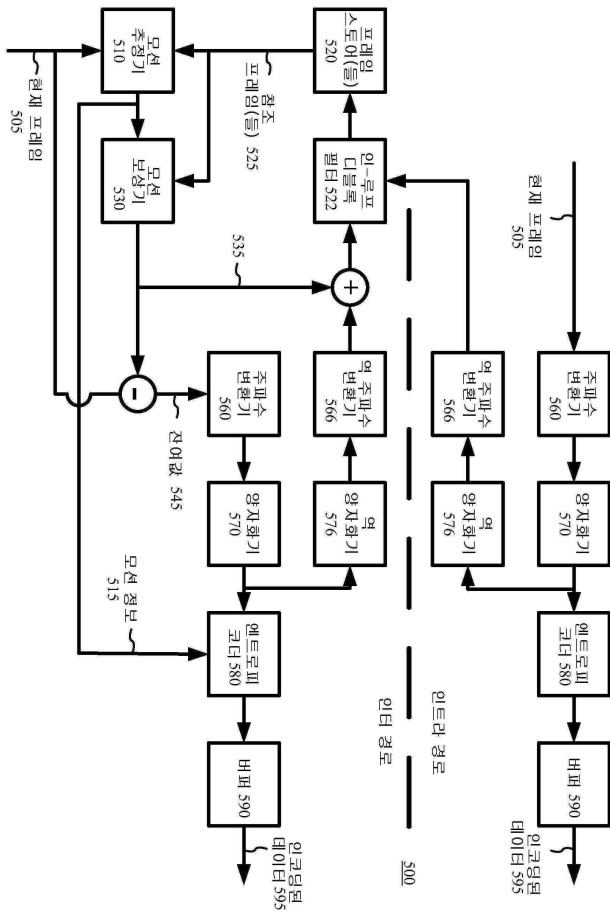 현재 프레임
505
주파수
변환기
560
양자화기
570
엔트로피
코더 580
버퍼 590
인코딩된
데이터 595
역 주파수
변환기
566
역
양자화기
576
인트라 경로
인터 경로
500
프레임
스토어(들)
520
인-루프
디블록
필터 522
역 주파수
변환기
566
역
양자화기
576
참조
프레임(들) 525
535
주파수
변환기
560
양자화기
570
엔트로피
코더 580
버퍼 590
인코딩된
데이터 595
잔여값 545
모션
추정기
510
모션
보상기
530
모션 정보
515
현재 프레임
505
+
-